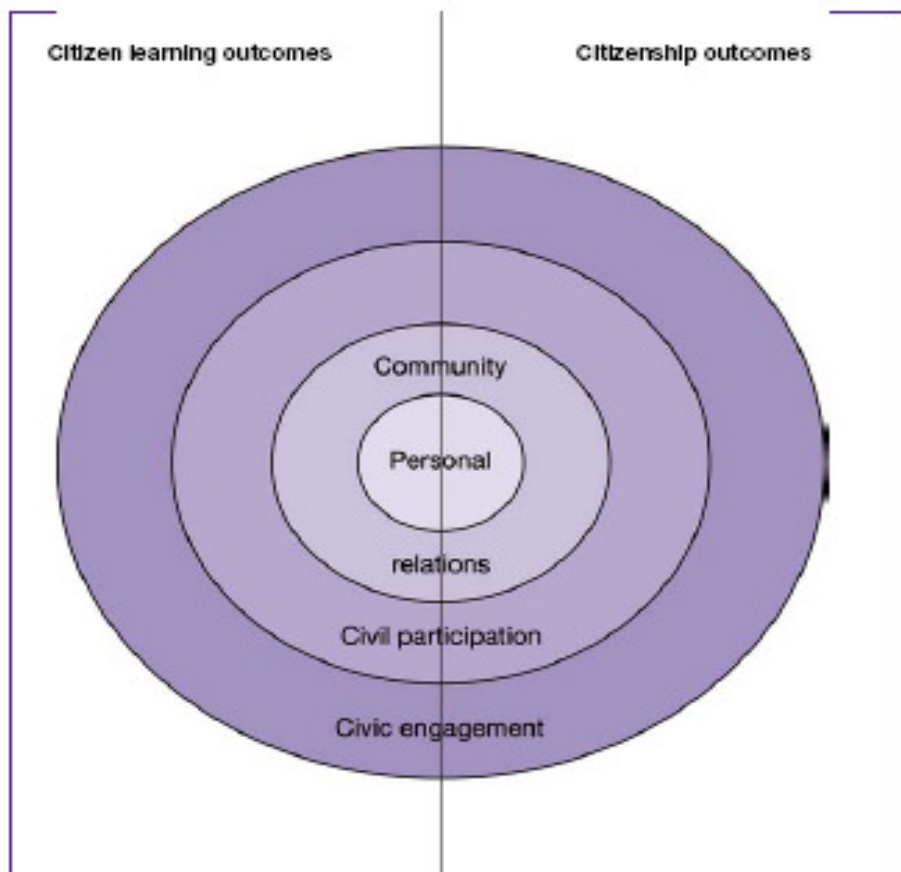 Citizen learning outcomes
Citizenship outcomes
Community
Personal
relations
Civil participation
Civic engagement